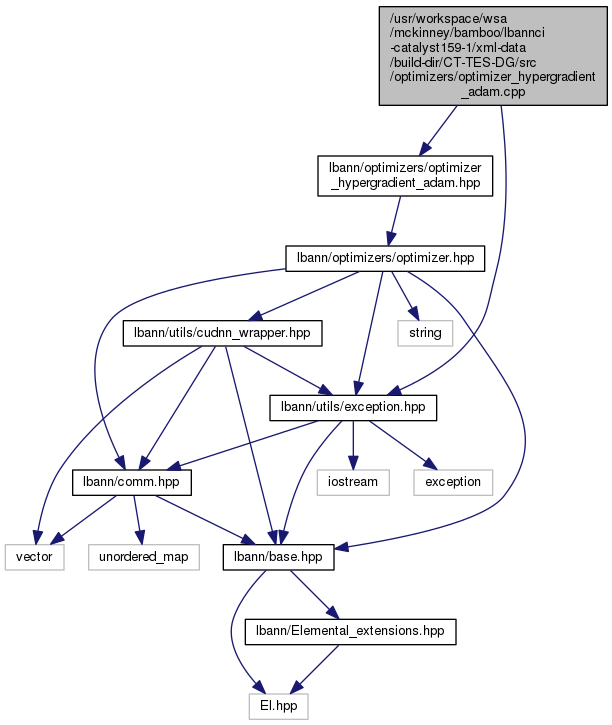 /usr/workspace/wsa
/mckinney/bamboo/lbannci
-catalyst159-1/xml-data
/build-dir/CT-TES-DG/src
/optimizers/optimizer_hypergradient
_adam.cpp
lbann/optimizers/optimizer
_hypergradient_adam.hpp
lbann/optimizers/optimizer.hpp
lbann/utils/cudnn_wrapper.hpp
string
lbann/utils/exception.hpp
lbann/comm.hpp
iostream
exception
vector
unordered_map
lbann/base.hpp
lbann/Elemental_extensions.hpp
El.hpp